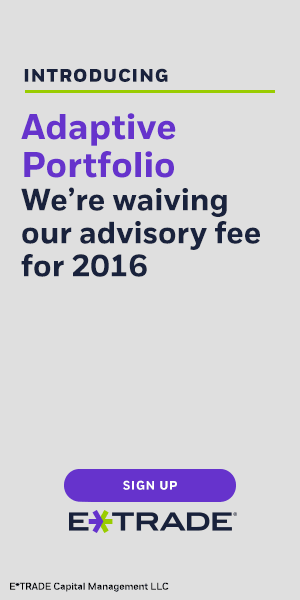 INTRODUCING
Adaptive
Portfolio
We're waiving
our advisory fee
for 2016
SIGN UP
E*TRADE®
E*TRADE Capital Management LLC